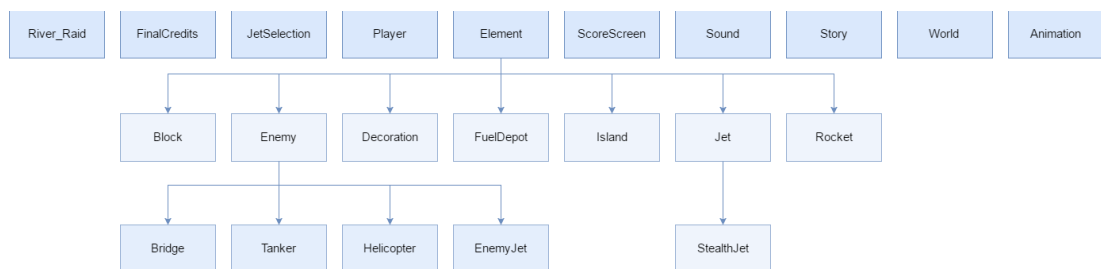 River_Raid FinalCredits JetSelection Player Element ScoreScreen Sound Story World Animation
Block Enemy Decoration FuelDepot Island Jet Rocket
Bridge Tanker Helicopter EnemyJet StealthJet